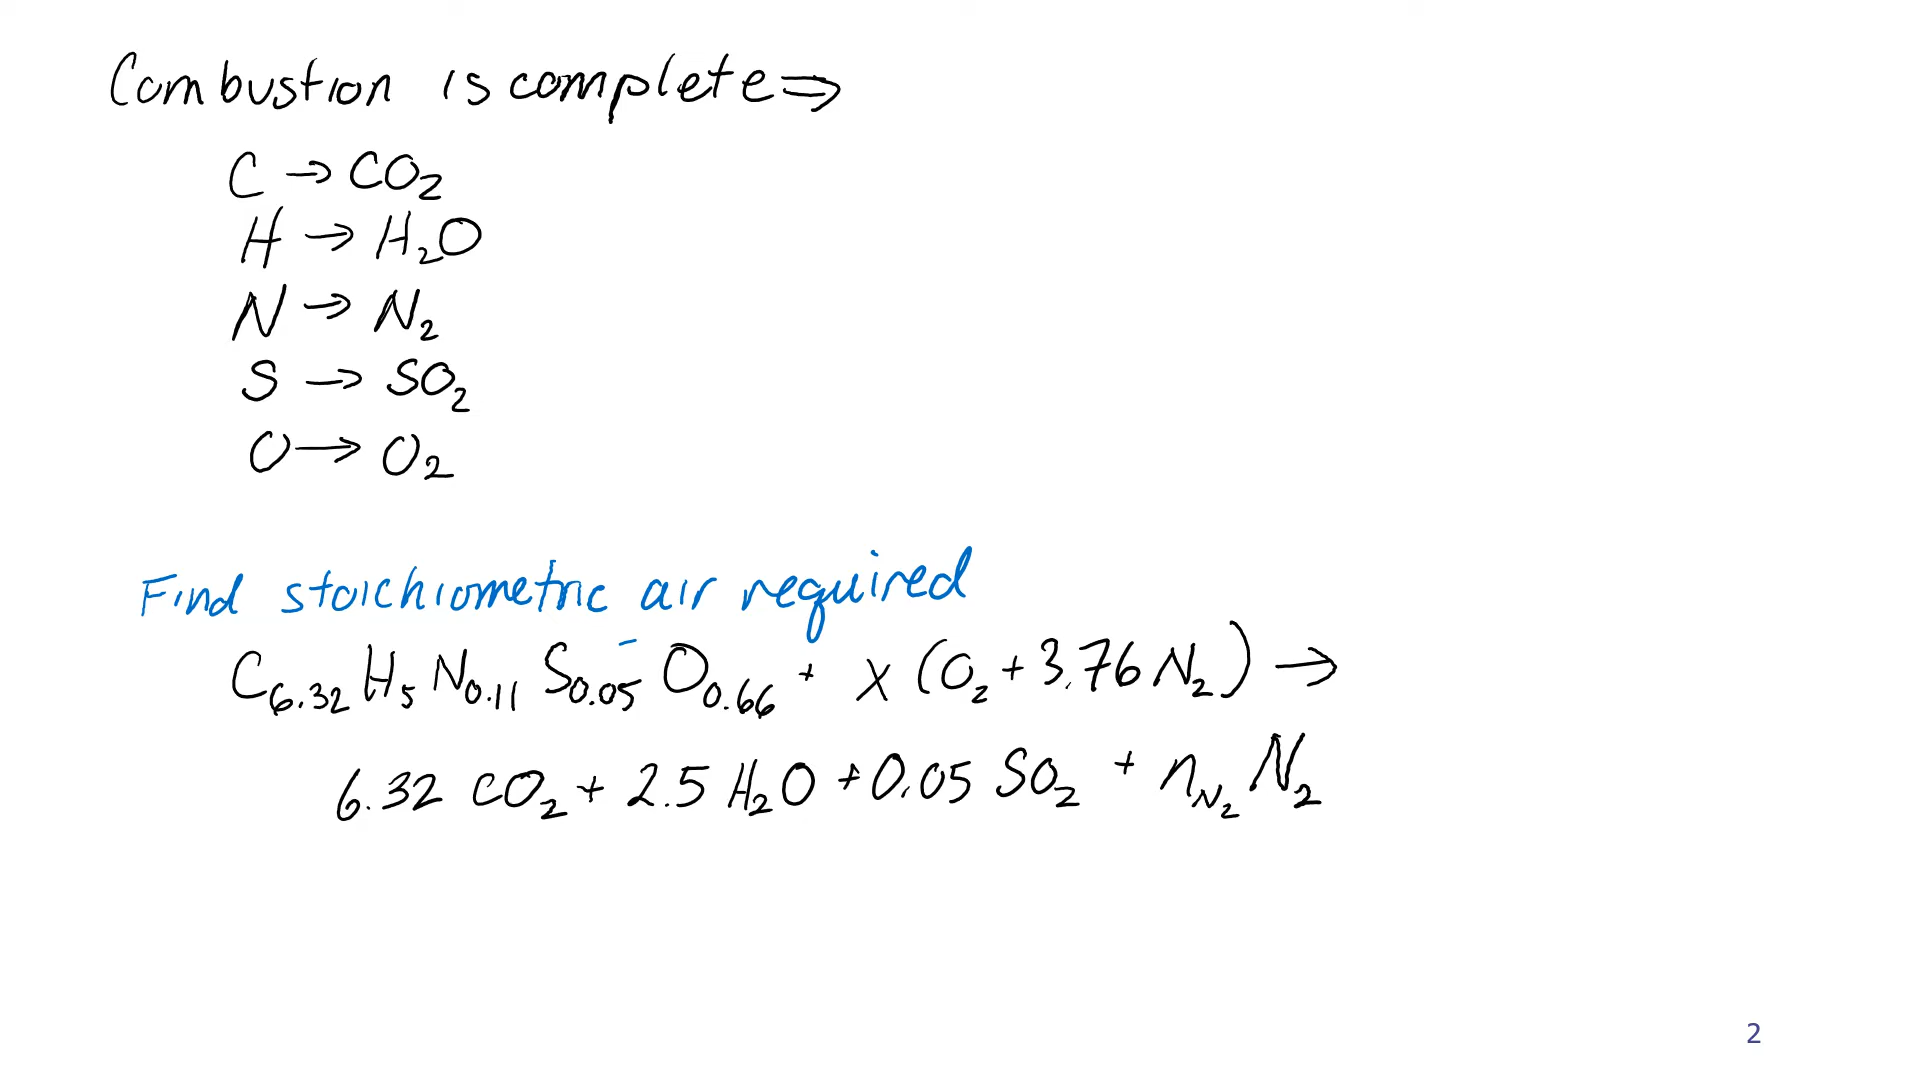 Combustion is complete ⇒
C → CO₂
H → H₂O
N → N₂
S → SO₂
O → O₂
Find stoichiometric air required
C₆.₃₂ H₅ N₀.₁₁ S₀.₀₅ O₀.₆₆ + x (O₂ + 3.76 N₂) →
6.32 CO₂ + 2.5 H₂O + 0.05 SO₂ + n_N₂ N₂
2